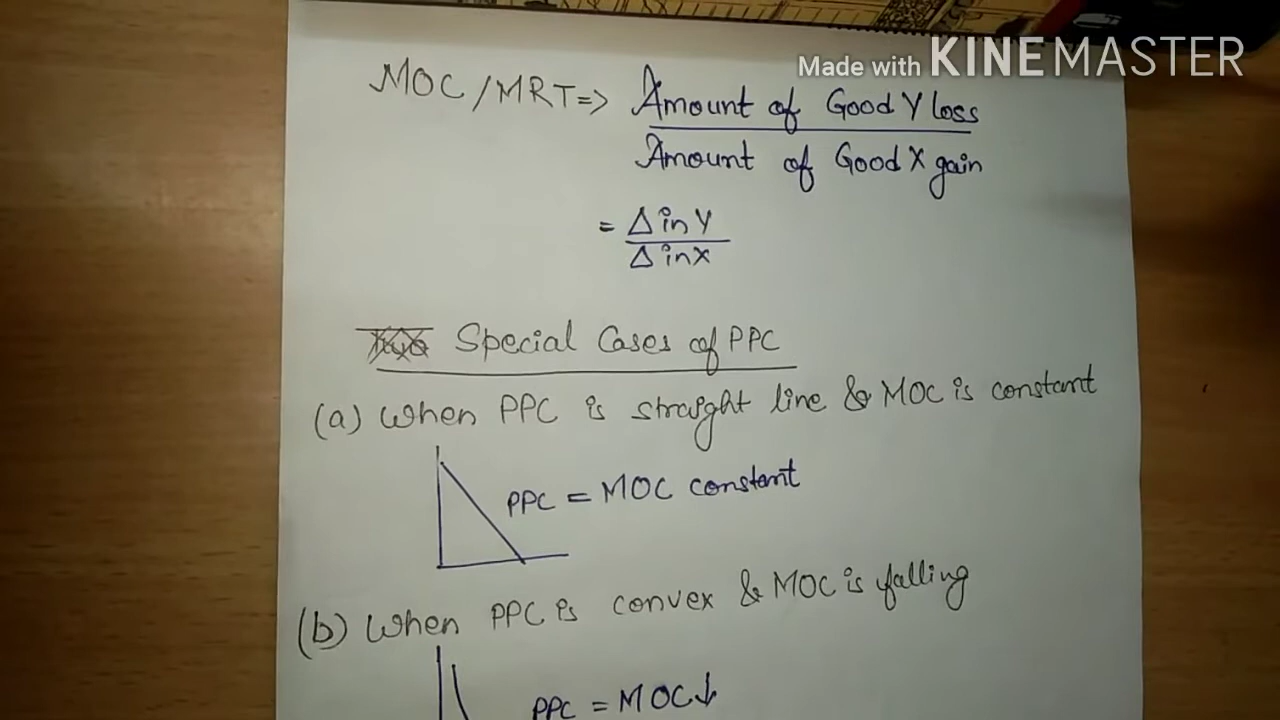 Made with KINEMASTER
MOC/MRT => Amount of Good Y loss
Amount of Good X gain
= Δ in Y
Δ in X
Special Cases of PPC
(a) When PPC is straight line & MOC is constant
PPC = MOC constant
(b) When PPC is convex & MOC is falling
PPC = MOC↓